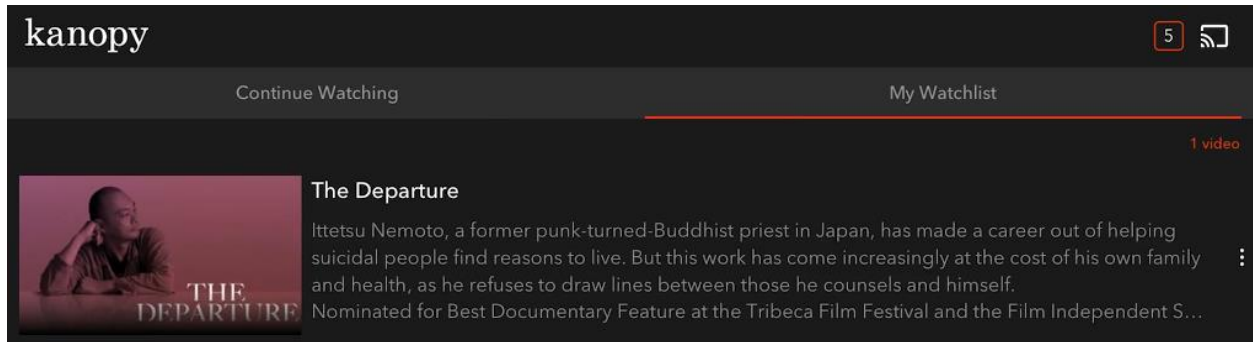 kanopy
5
Continue Watching
My Watchlist
1 video
The Departure
Ittetsu Nemoto, a former punk-turned-Buddhist priest in Japan, has made a career out of helping
suicidal people find reasons to live. But this work has come increasingly at the cost of his own family
and health, as he refuses to draw lines between those he counsels and himself.
Nominated for Best Documentary Feature at the Tribeca Film Festival and the Film Independent S...
THE
DEPARTURE